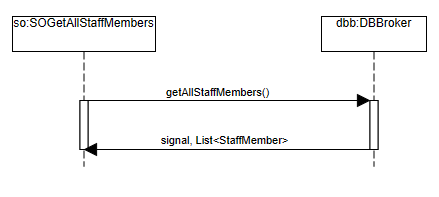 so:SOGetAllStaffMembers
dbb:DBBroker
getAllStaffMembers()
signal, List<StaffMember>